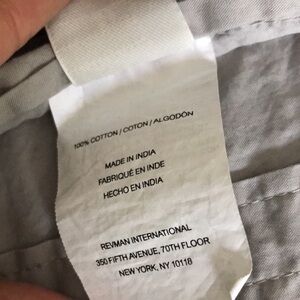 100% COTTON / COTON / ALGODÓN
MADE IN INDIA
FABRIQUÉ EN INDE
HECHO EN INDIA
REVMAN INTERNATIONAL
350 FIFTH AVENUE, 70TH FLOOR
NEW YORK, NY 10118